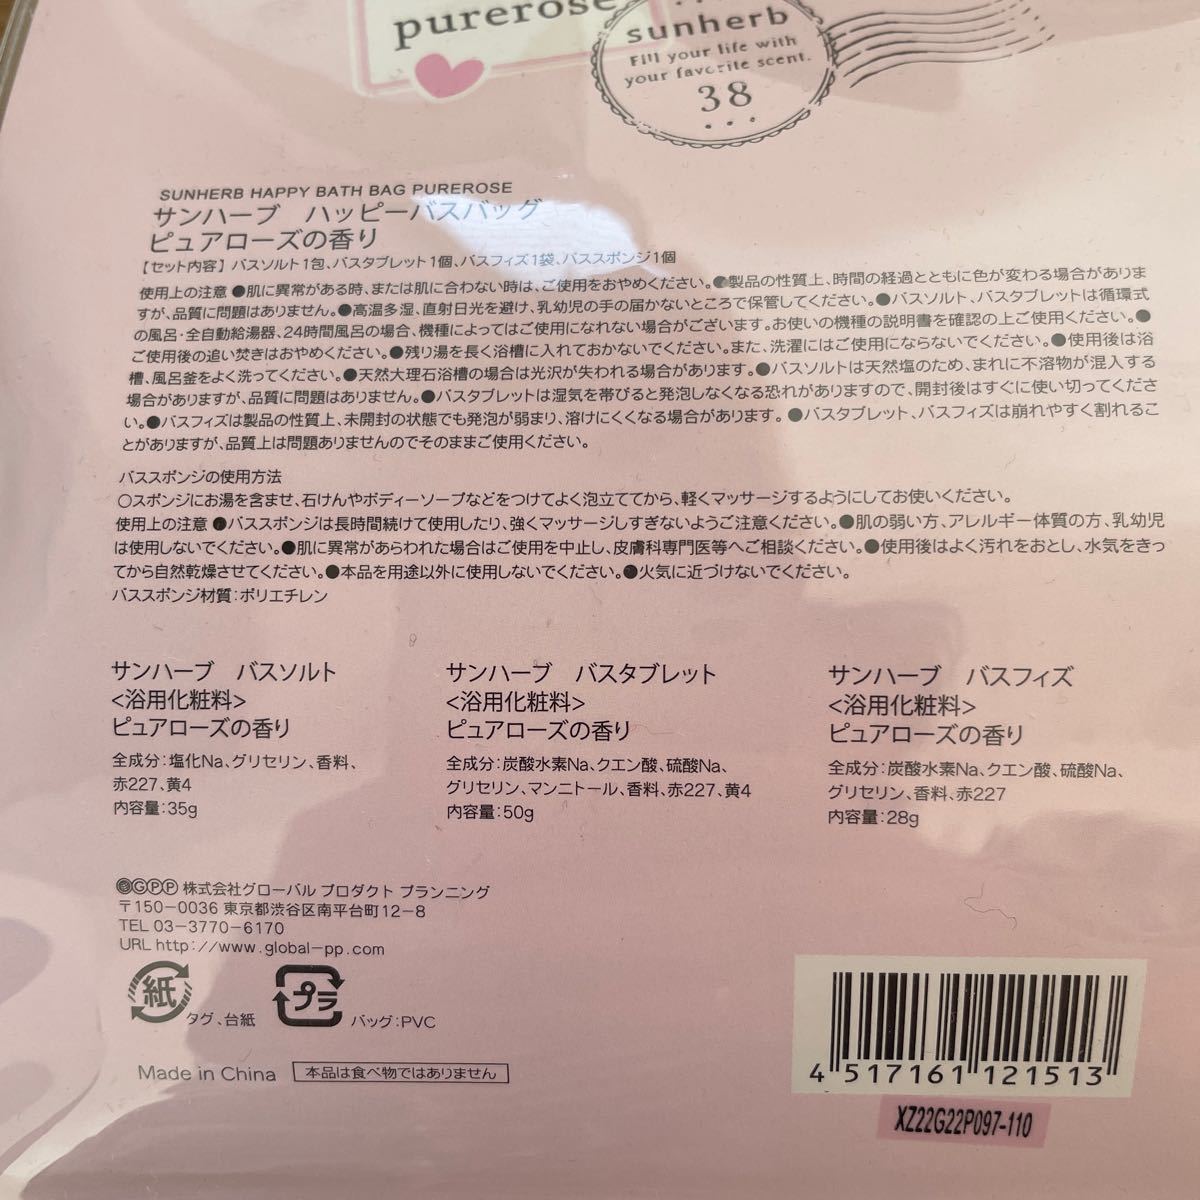 purerose
sunherb
Fill your life with
your favorite scent.
38
SUNHERB HAPPY BATH BAG PUREROSE
サンハーブ　ハッピーバスバッグ
ピュアローズの香り
【セット内容】バスソルト1包、バスタブレット1個、バスフィズ1袋、バススポンジ1個
使用上の注意 ●肌に異常がある時、または肌に合わない時は、ご使用をおやめください。●製品の性質上、時間の経過とともに色が変わる場合がありま
すが、品質に問題はありません。●高温多湿、直射日光を避け、乳幼児の手の届かないところで保管してください。●バスソルト、バスタブレットは循環式
の風呂・全自動給湯器、24時間風呂の場合、機種によってはご使用になれない場合がございます。お使いの機種の説明書を確認の上ご使用ください。●
ご使用後の追い焚きはおやめください。●残り湯を長く浴槽に入れておかないでください。また、洗濯にはご使用にならないでください。●使用後は浴
槽、風呂釜をよく洗ってください。●天然大理石浴槽の場合は光沢が失われる場合があります。●バスソルトは天然塩のため、まれに不溶物が混入する
場合がありますが、品質に問題はありません。●バスタブレットは湿気を帯びると発泡しなくなる恐れがありますので、開封後はすぐに使い切ってくださ
い。●バスフィズは製品の性質上、未開封の状態でも発泡が弱まり、溶けにくくなる場合があります。●バスタブレット、バスフィズは崩れやすく割れるこ
とがありますが、品質上は問題ありませんのでそのままご使用ください。
バススポンジの使用方法
○スポンジにお湯を含ませ、石けんやボディーソープなどをつけてよく泡立ててから、軽くマッサージするようにしてお使いください。
使用上の注意 ●バススポンジは長時間続けて使用したり、強くマッサージしすぎないようご注意ください。●肌の弱い方、アレルギー体質の方、乳幼児
は使用しないでください。●肌に異常があらわれた場合はご使用を中止し、皮膚科専門医等へご相談ください。●使用後はよく汚れをおとし、水気をきっ
てから自然乾燥させてください。●本品を用途以外に使用しないでください。●火気に近づけないでください。
バススポンジ材質：ポリエチレン
サンハーブ　バスソルト
<浴用化粧料>
ピュアローズの香り
全成分：塩化Na、グリセリン、香料、
赤227、黄4
内容量：35g
サンハーブ　バスタブレット
<浴用化粧料>
ピュアローズの香り
全成分：炭酸水素Na、クエン酸、硫酸Na、
グリセリン、マンニトール、香料、赤227、黄4
内容量：50g
サンハーブ　バスフィズ
<浴用化粧料>
ピュアローズの香り
全成分：炭酸水素Na、クエン酸、硫酸Na、
グリセリン、香料、赤227
内容量：28g
GPP 株式会社グローバル プロダクト プランニング
〒150-0036 東京都渋谷区南平台町12-8
TEL 03-3770-6170
URL http://www.global-pp.com
紙 タグ、台紙
プラ バッグ：PVC
Made in China 本品は食べ物ではありません
4 517161 121513
XZ22G22P097-110